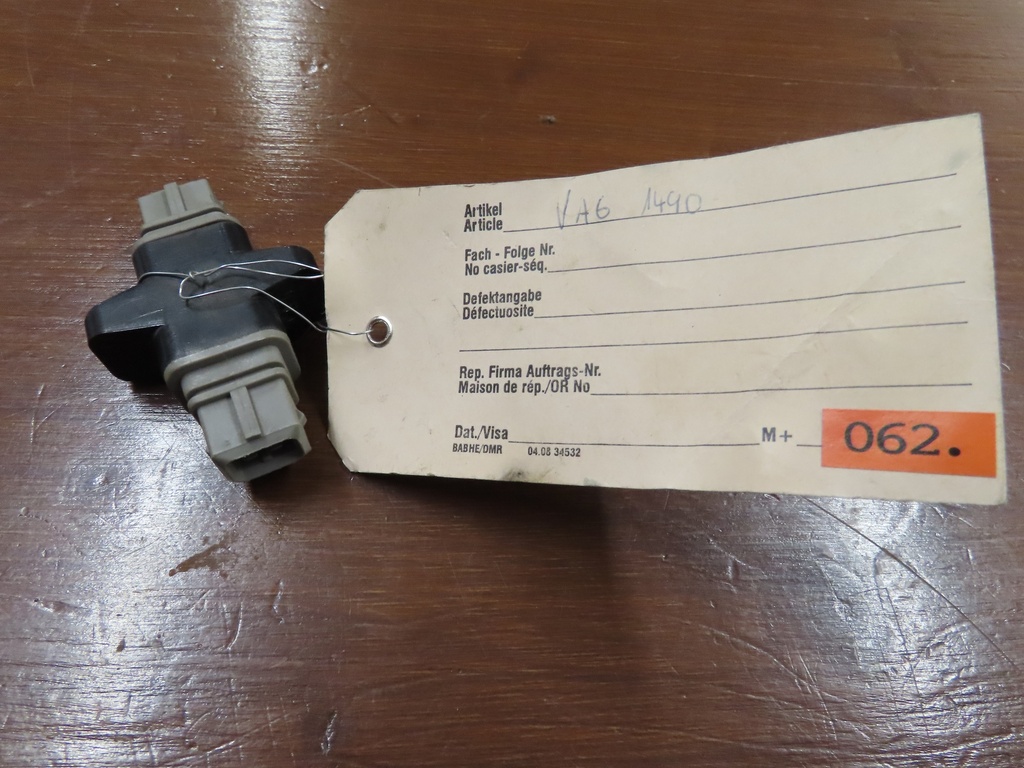 Artikel
Article VAG 1490
Fach - Folge Nr.
No casier-séq.
Defektangabe
Défectuosite
Rep. Firma Auftrags-Nr.
Maison de rép./OR No
Dat./Visa M+ 062.
BABHE/DMR 04.08 34532